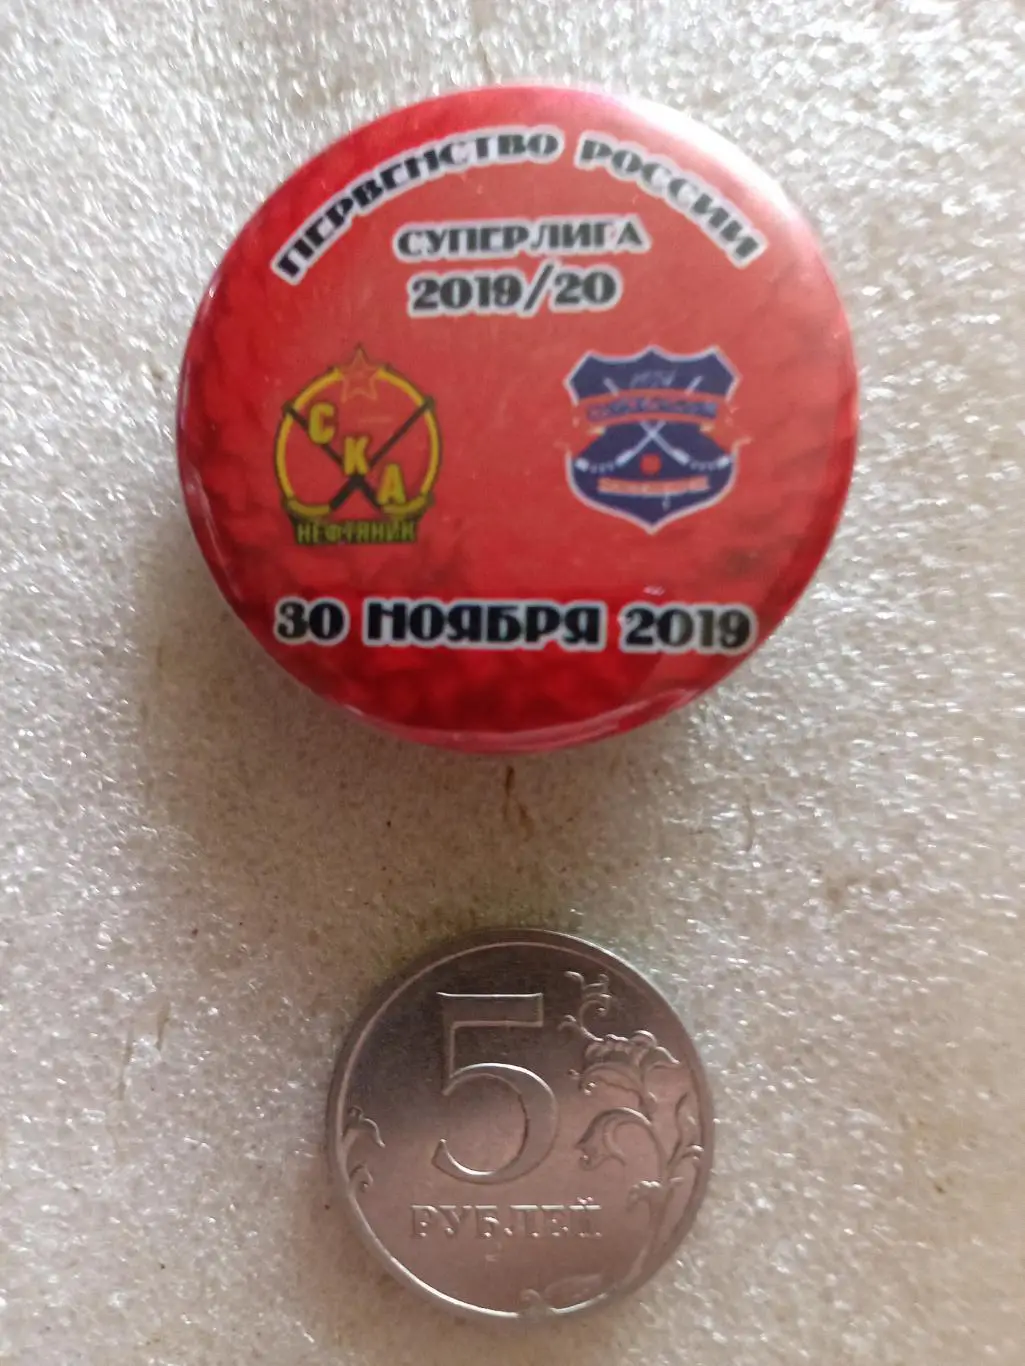 ПЕРВЕНСТВО РОССИИ
СУПЕРЛИГА
2019/20
СКА
НЕФТЯНИК
30 НОЯБРЯ 2019
5
РУБЛЕЙ